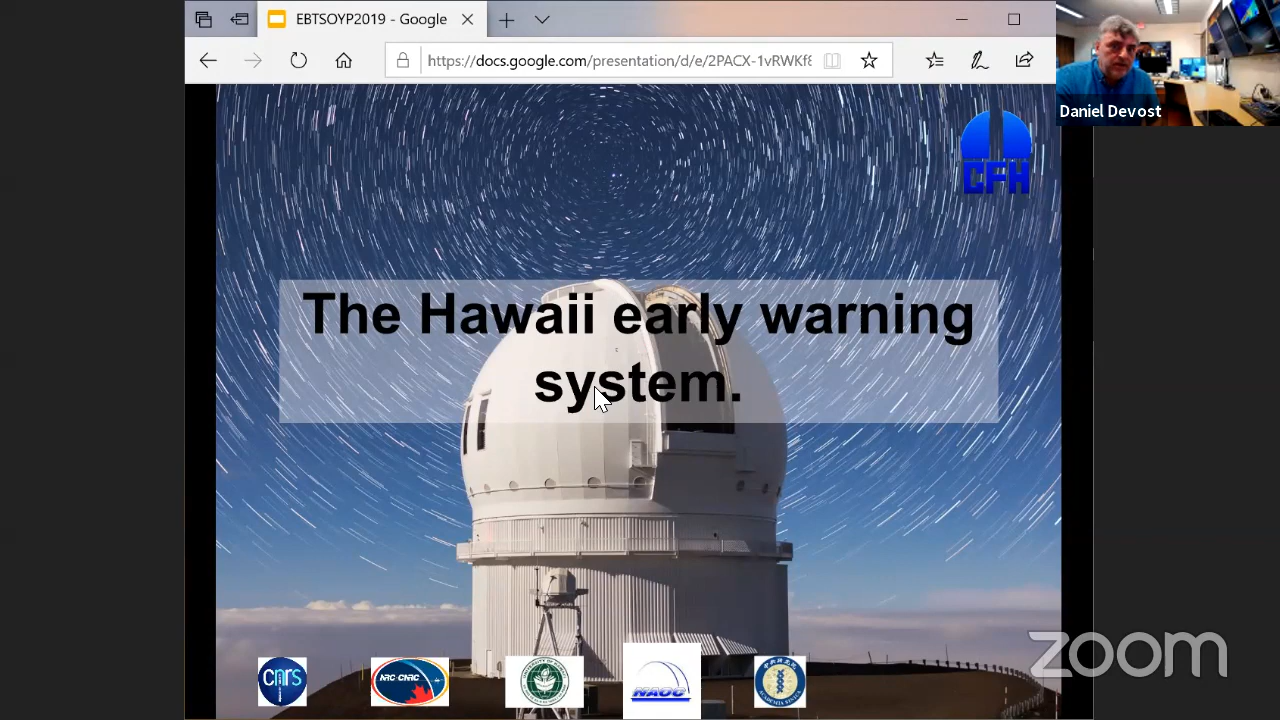 EBTSOYP2019 - Google
https://docs.google.com/presentation/d/e/2PACX-1vRWKf
Daniel Devost
CFH
The Hawaii early warning
system.
cnrs
NRC-CNRC
NAOC
zoom